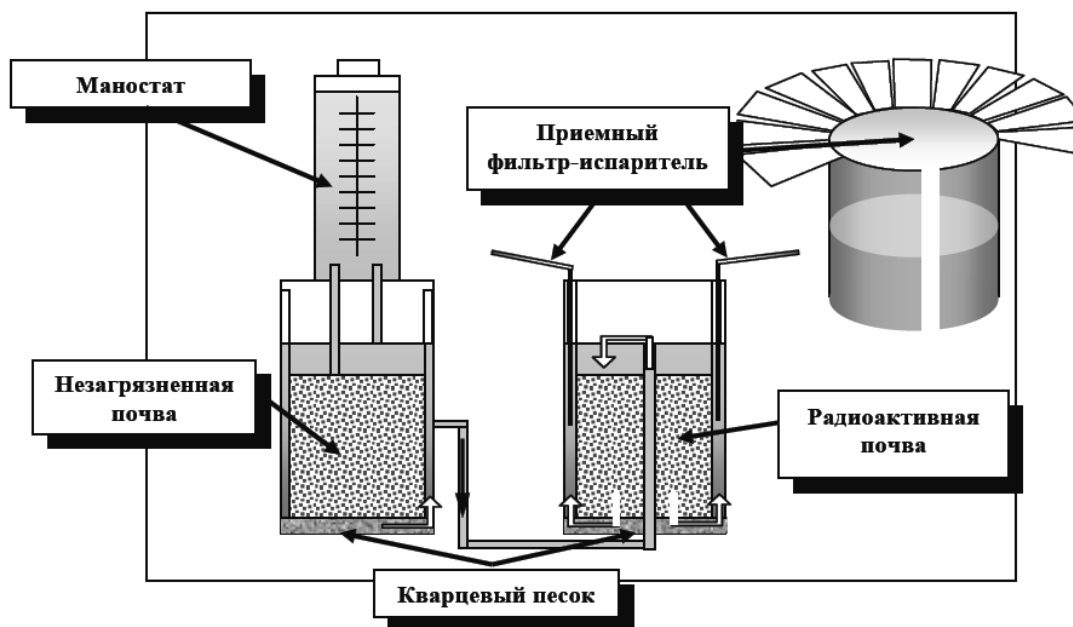 Маностат
Приемный
фильтр-испаритель
Незагрязненная
почва
Радиоактивная
почва
Кварцевый песок